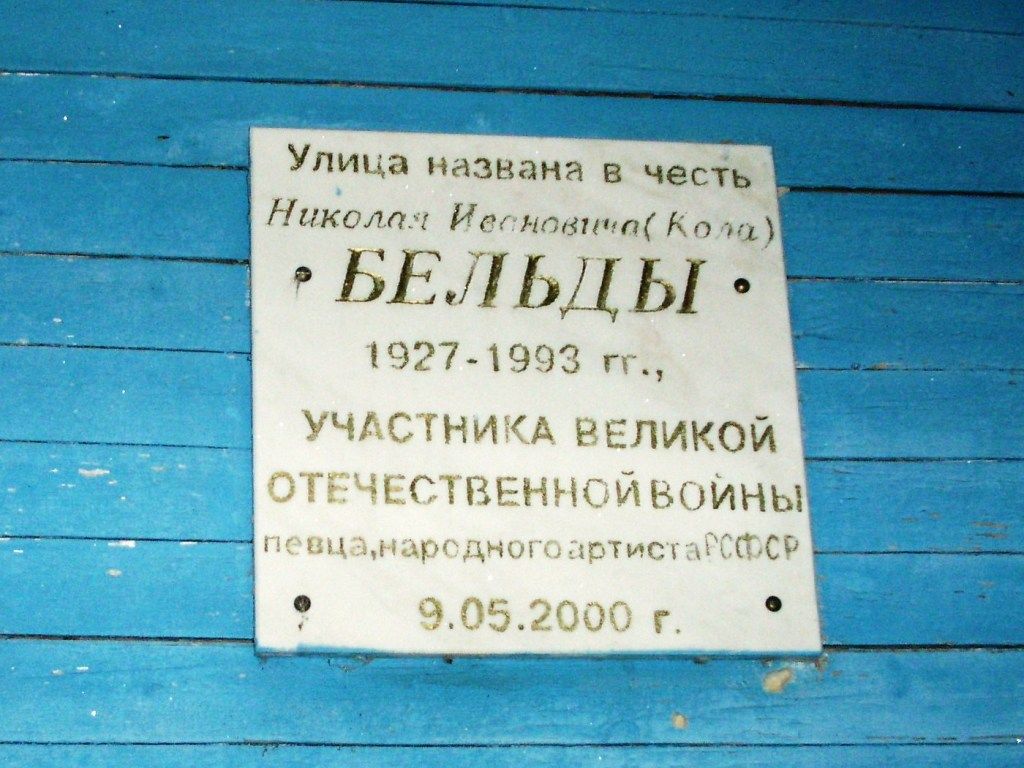 Улица названа в честь
Николая Ивановича (Кола)
БЕЛЬДЫ
1927-1993 гг.,
УЧАСТНИКА ВЕЛИКОЙ
ОТЕЧЕСТВЕННОЙ ВОЙНЫ
певца, народного артиста РСФСР
9.05.2000 г.